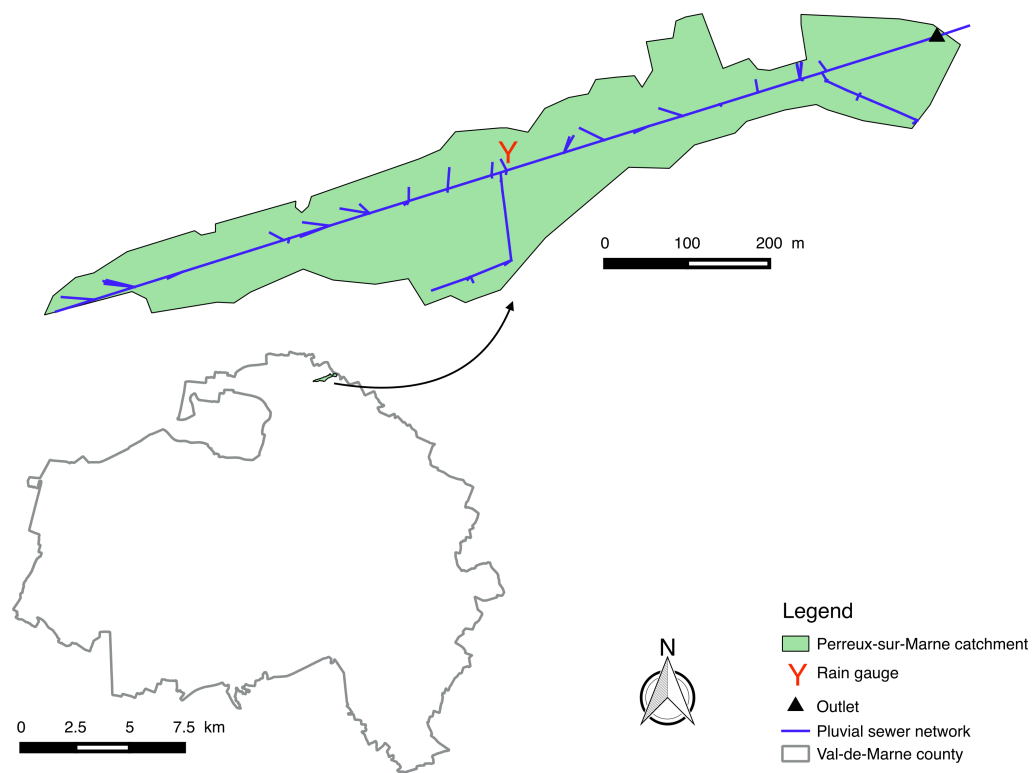 Y
0 100 200 m
0 2.5 5 7.5 km
N
Legend
Perreux-sur-Marne catchment
Y Rain gauge
Outlet
Pluvial sewer network
Val-de-Marne county